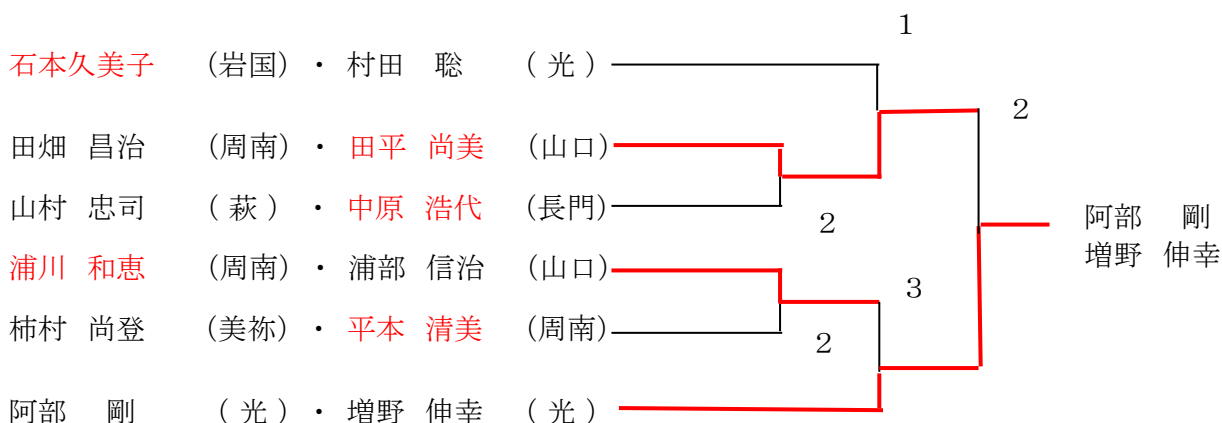 1
石本久美子 (岩国)・ 村田 聡 ( 光 )
2
田畑 昌治 (周南)・ 田平 尚美 (山口)
山村 忠司 ( 萩 )・ 中原 浩代 (長門)
2
阿部 剛
増野 伸幸
浦川 和恵 (周南)・ 浦部 信治 (山口)
3
柿村 尚登 (美祢)・ 平本 清美 (周南)
2
阿部 剛 ( 光 )・ 増野 伸幸 ( 光 )